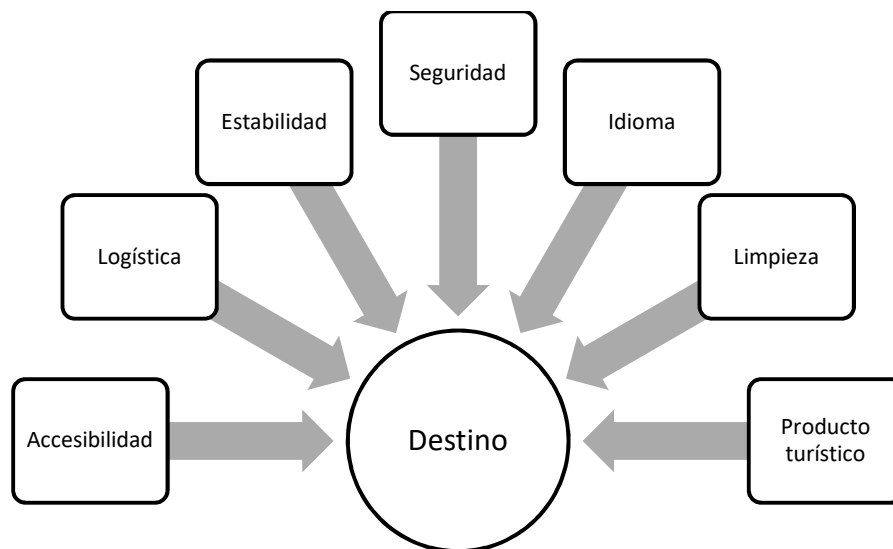 Seguridad
Estabilidad
Idioma
Logística
Limpieza
Accesibilidad
Destino
Producto
turístico